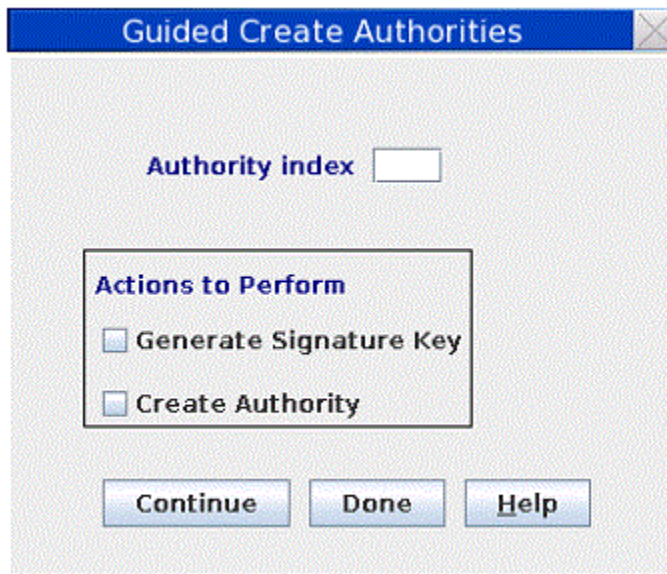 Guided Create Authorities
Authority index
Actions to Perform
Generate Signature Key
Create Authority
Continue Done Help